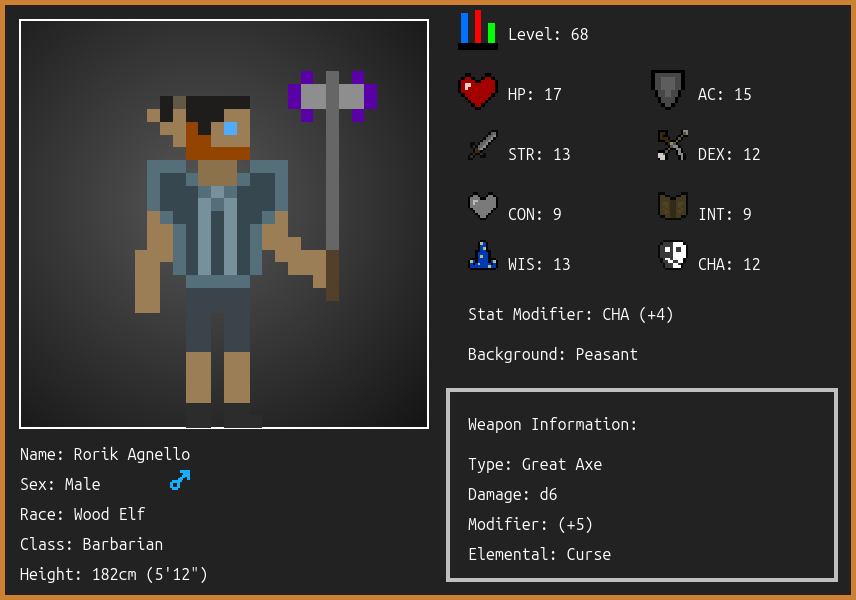 Level: 68
HP: 17
AC: 15
STR: 13
DEX: 12
CON: 9
INT: 9
WIS: 13
CHA: 12
Stat Modifier: CHA (+4)
Background: Peasant
Weapon Information:
Type: Great Axe
Damage: d6
Modifier: (+5)
Elemental: Curse
Name: Rorik Agnello
Sex: Male
Race: Wood Elf
Class: Barbarian
Height: 182cm (5'12")